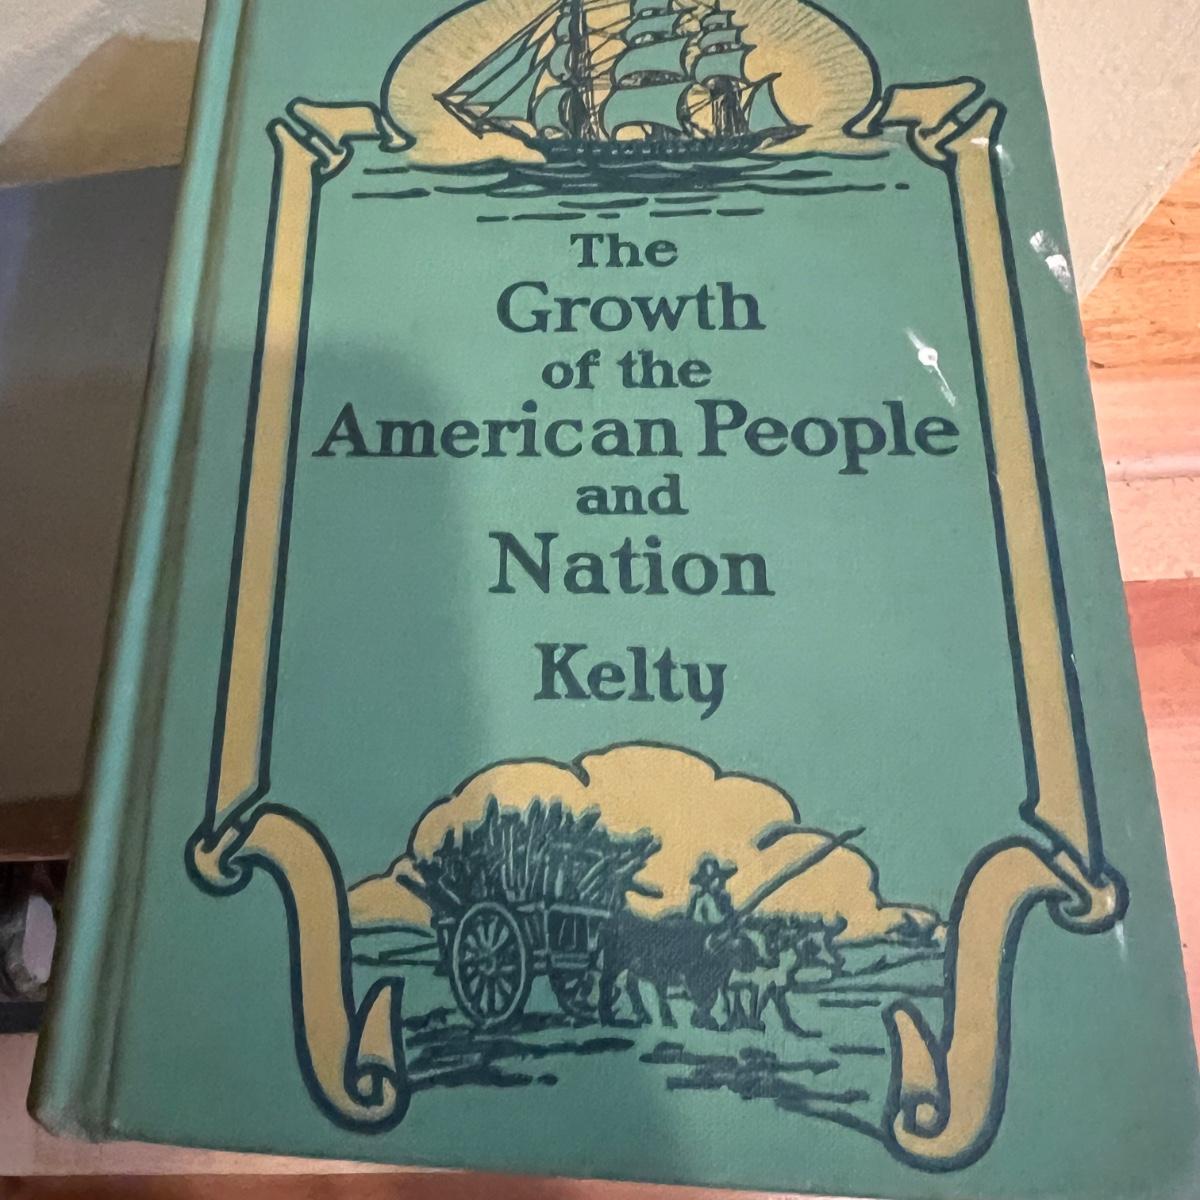 The
Growth
of the
American People
and
Nation
Kelty